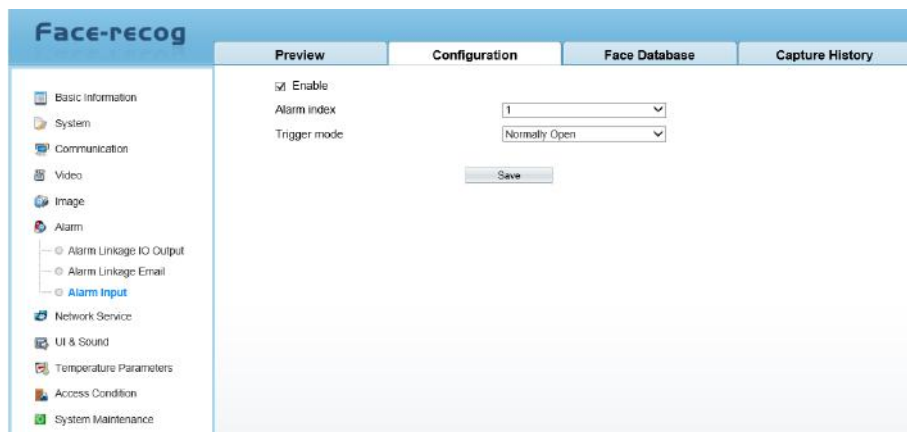 Face-recog
Preview
Configuration
Face Database
Capture History
Basic Information
System
Communication
Video
Image
Alarm
Alarm Linkage IO Output
Alarm Linkage Email
Alarm Input
Network Service
UI & Sound
Temperature Parameters
Access Condition
System Maintenance
Enable
Alarm index
1
Trigger mode
Normally Open
Save